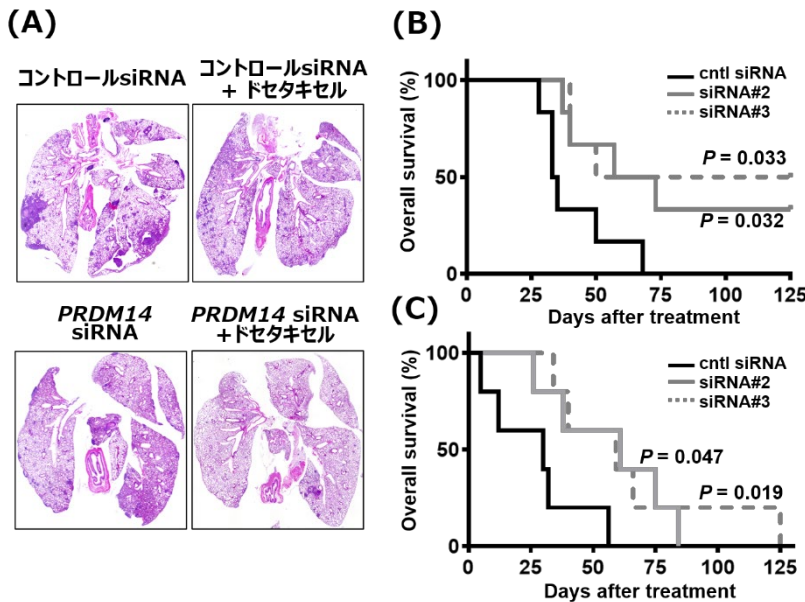 (A)
コントロールsiRNA
コントロールsiRNA
+ ドセタキセル
PRDM14
siRNA
PRDM14 siRNA
+ドセタキセル
(B)
Overall survival (%)
100
50
0
0 25 50 75 100 125
Days after treatment
cntl siRNA
siRNA#2
siRNA#3
P = 0.033
P = 0.032
(C)
Overall survival (%)
100
50
0
0 25 50 75 100 125
Days after treatment
cntl siRNA
siRNA#2
siRNA#3
P = 0.047
P = 0.019